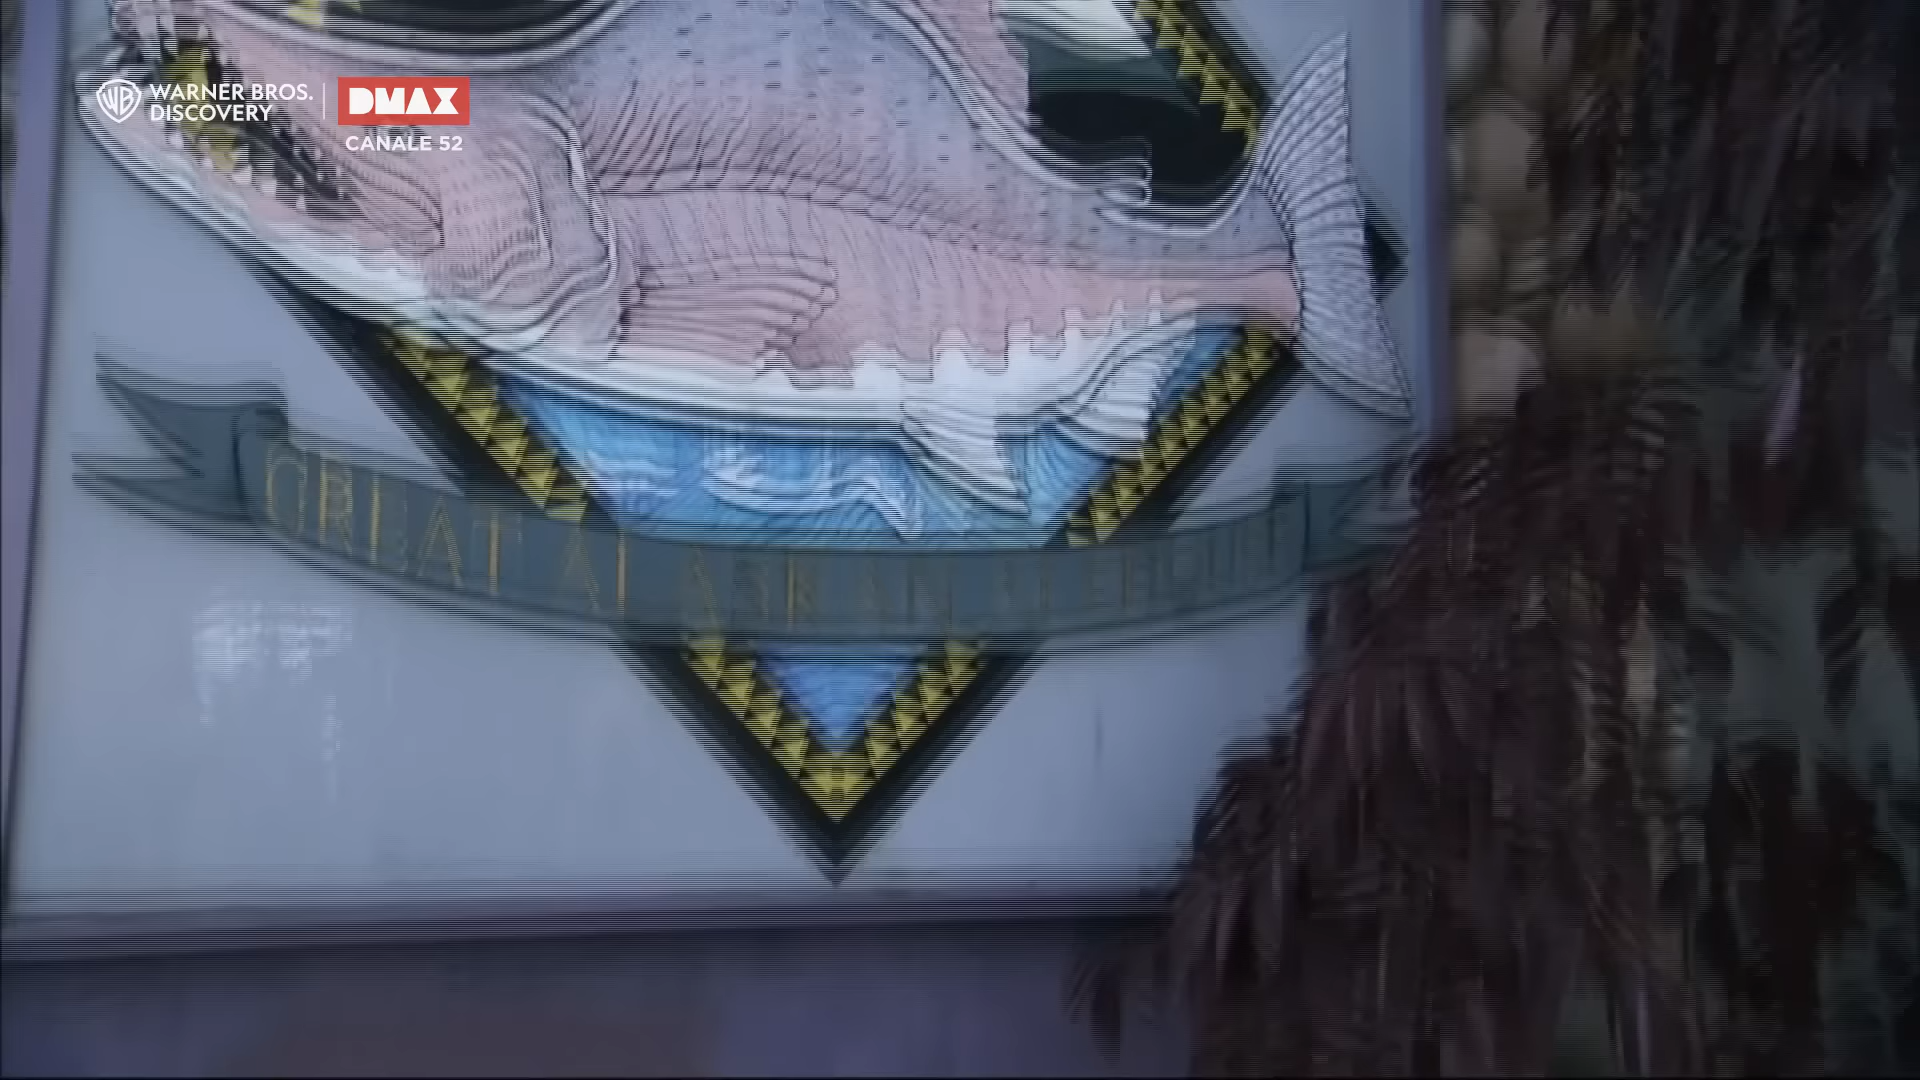 WARNER BROS.
DISCOVERY
DMAX
CANALE 52
GREAT ALASKAN